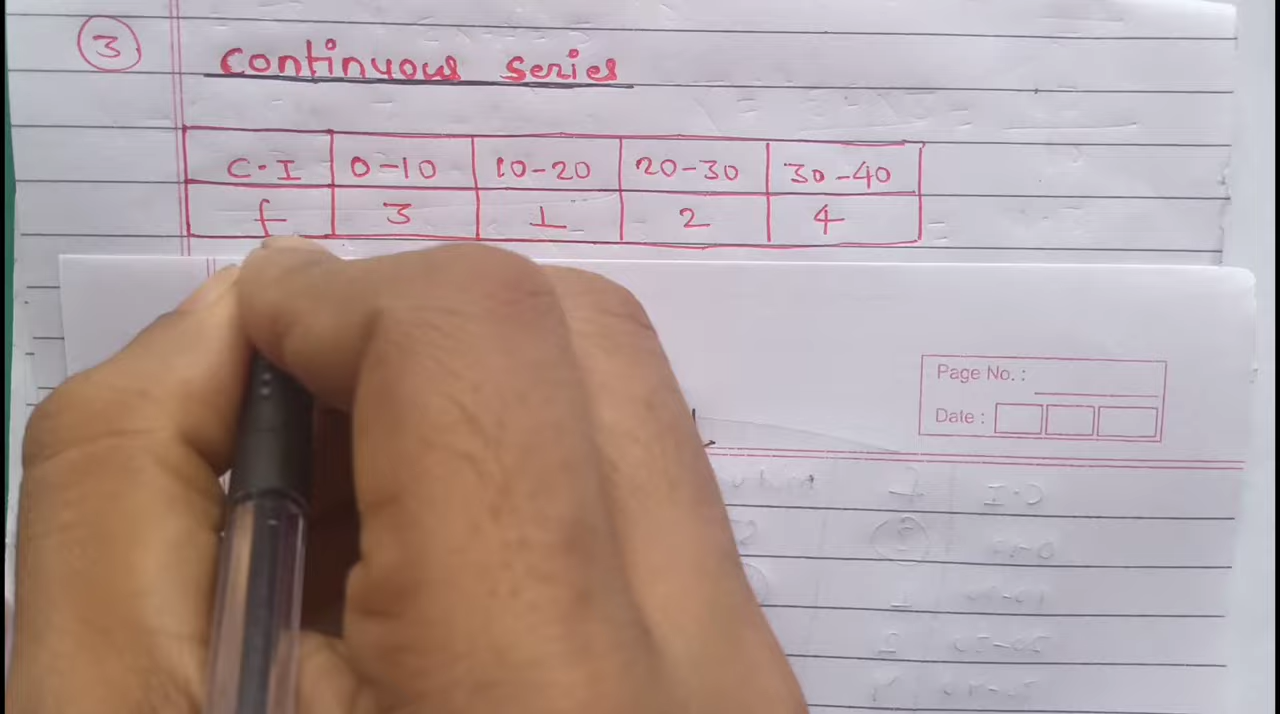 3 Continuous series
C.I 0-10 10-20 20-30 30-40
f 3 1 2 4
Page No. :
Date :